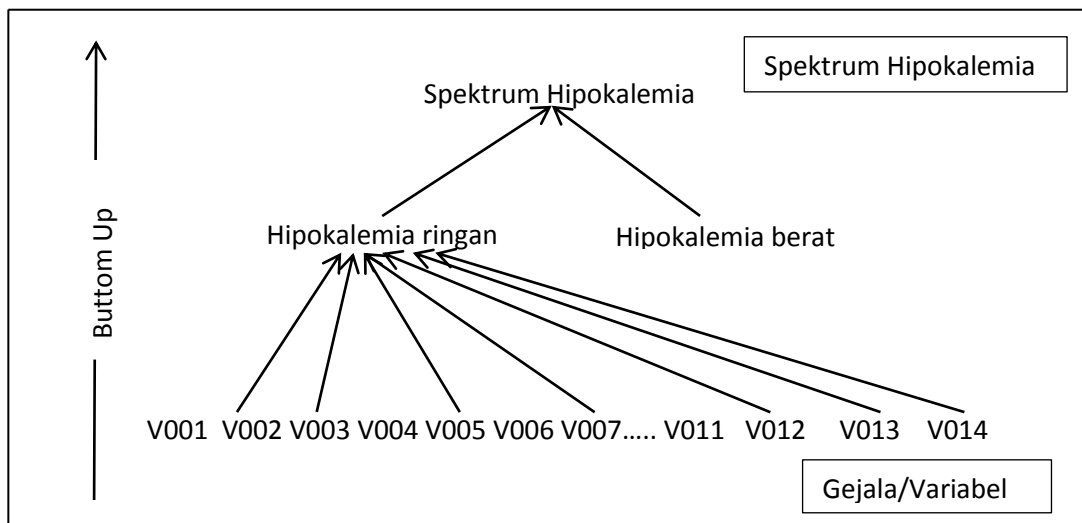 Spektrum Hipokalemia
Spektrum Hipokalemia
Hipokalemia ringan
Hipokalemia berat
Buttom Up
V001 V002 V003 V004 V005 V006 V007..... V011 V012 V013 V014
Gejala/Variabel